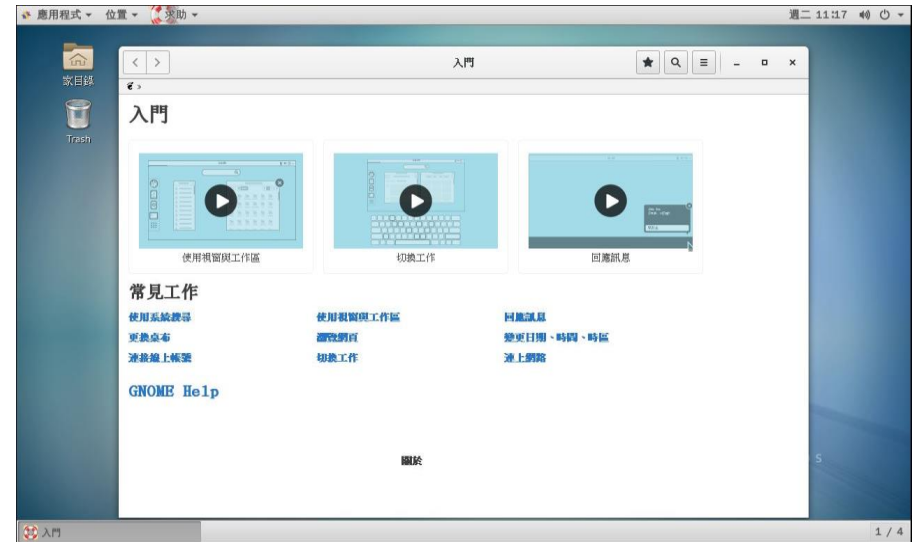 應用程式 位置 求助 週二 11:17
家目錄
Trash
入門
入門
使用視窗與工作區 切換工作 回應訊息
常見工作
使用系統搜尋 使用視窗與工作區 回應訊息
更換桌布 瀏覽網頁 變更日期、時間、時區
連接線上帳號 切換工作 連上網路
GNOME Help
關於
S
入門 1 / 4